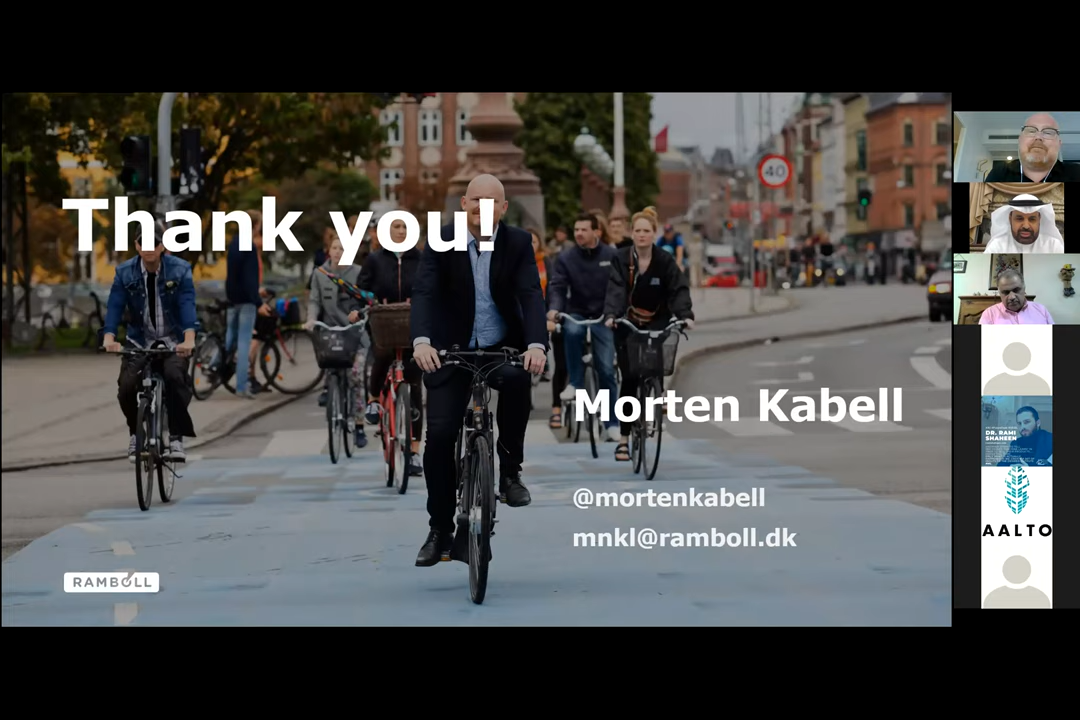 Thank you!
40
Morten Kabell
@mortenkabell
mnkl@ramboll.dk
RAMBOLL
DR. RAMI
SHAHEEN
AALTO